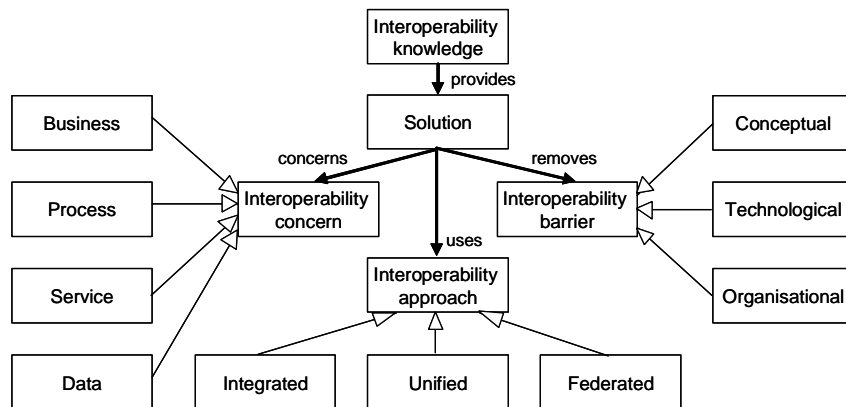 Interoperability
knowledge
provides
Business
Solution
Conceptual
concerns
removes
Process
Interoperability
concern
Interoperability
barrier
Technological
uses
Service
Interoperability
approach
Organisational
Data
Integrated
Unified
Federated